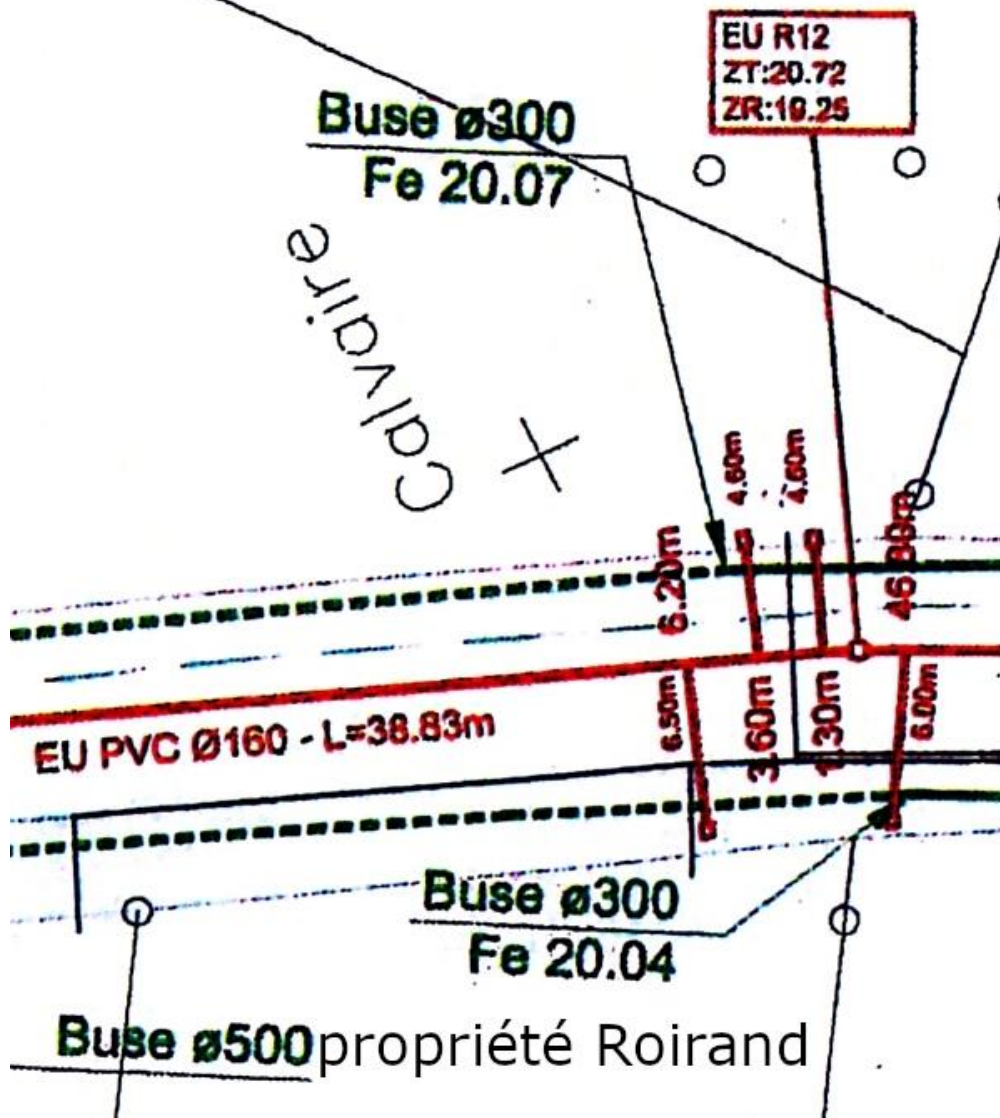 EU R12
ZT:20.72
ZR:19.25
Buse ø300
Fe 20.07
Calvaire
4.60m
4.60m
6.20m
46.80m
6.50m
3.60m
1.30m
6.00m
EU PVC Ø160 - L=38.83m
Buse ø300
Fe 20.04
Buse ø500
propriété Roirand